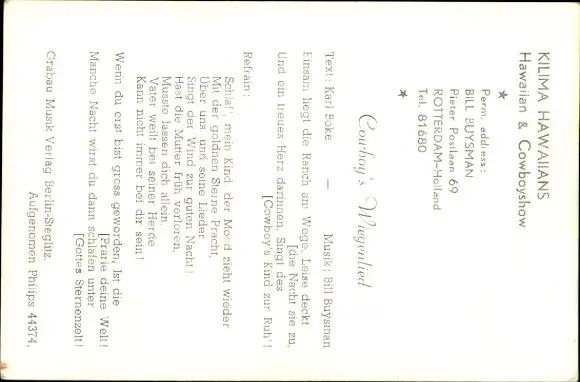 KILIMA HAWAIIANS
Hawaiian & Cowboyshow
★
Perm. address:
BILL BUYSMAN
Pieter Postlaan 69
ROTTERDAM-Holland
Tel. 81680
★
Cowboy's Wiegenlied
Text: Karl Boke — Musik: Bill Buysman
Einsam liegt die Ranch am Wege. Leise deckt
[die Nacht sie zu,
Und ein treues Herz darinnen, Singt des
[Cowboy's Kind zur Ruh'!
Refrain:
Schlaf', mein Kind, der Mond zieht wieder
Mit der goldnen Sterne Pracht,
Über uns und seine Lieder
Singt der Wind zur guten Nacht!
Hast die Mutter früh verloren,
Musste lassen dich allein,
Vater weilt bei seiner Herde
Kann nicht immer bei dir sein!
Wenn du erst bist gross geworden, Ist die
[Prärie deine Welt!
Manche Nacht wirst du dann schlafen unter
[Gottes Sternenzelt!
Grabau Musik Verlag Berlin-Steglitz.
Aufgenomen Philips 44374.